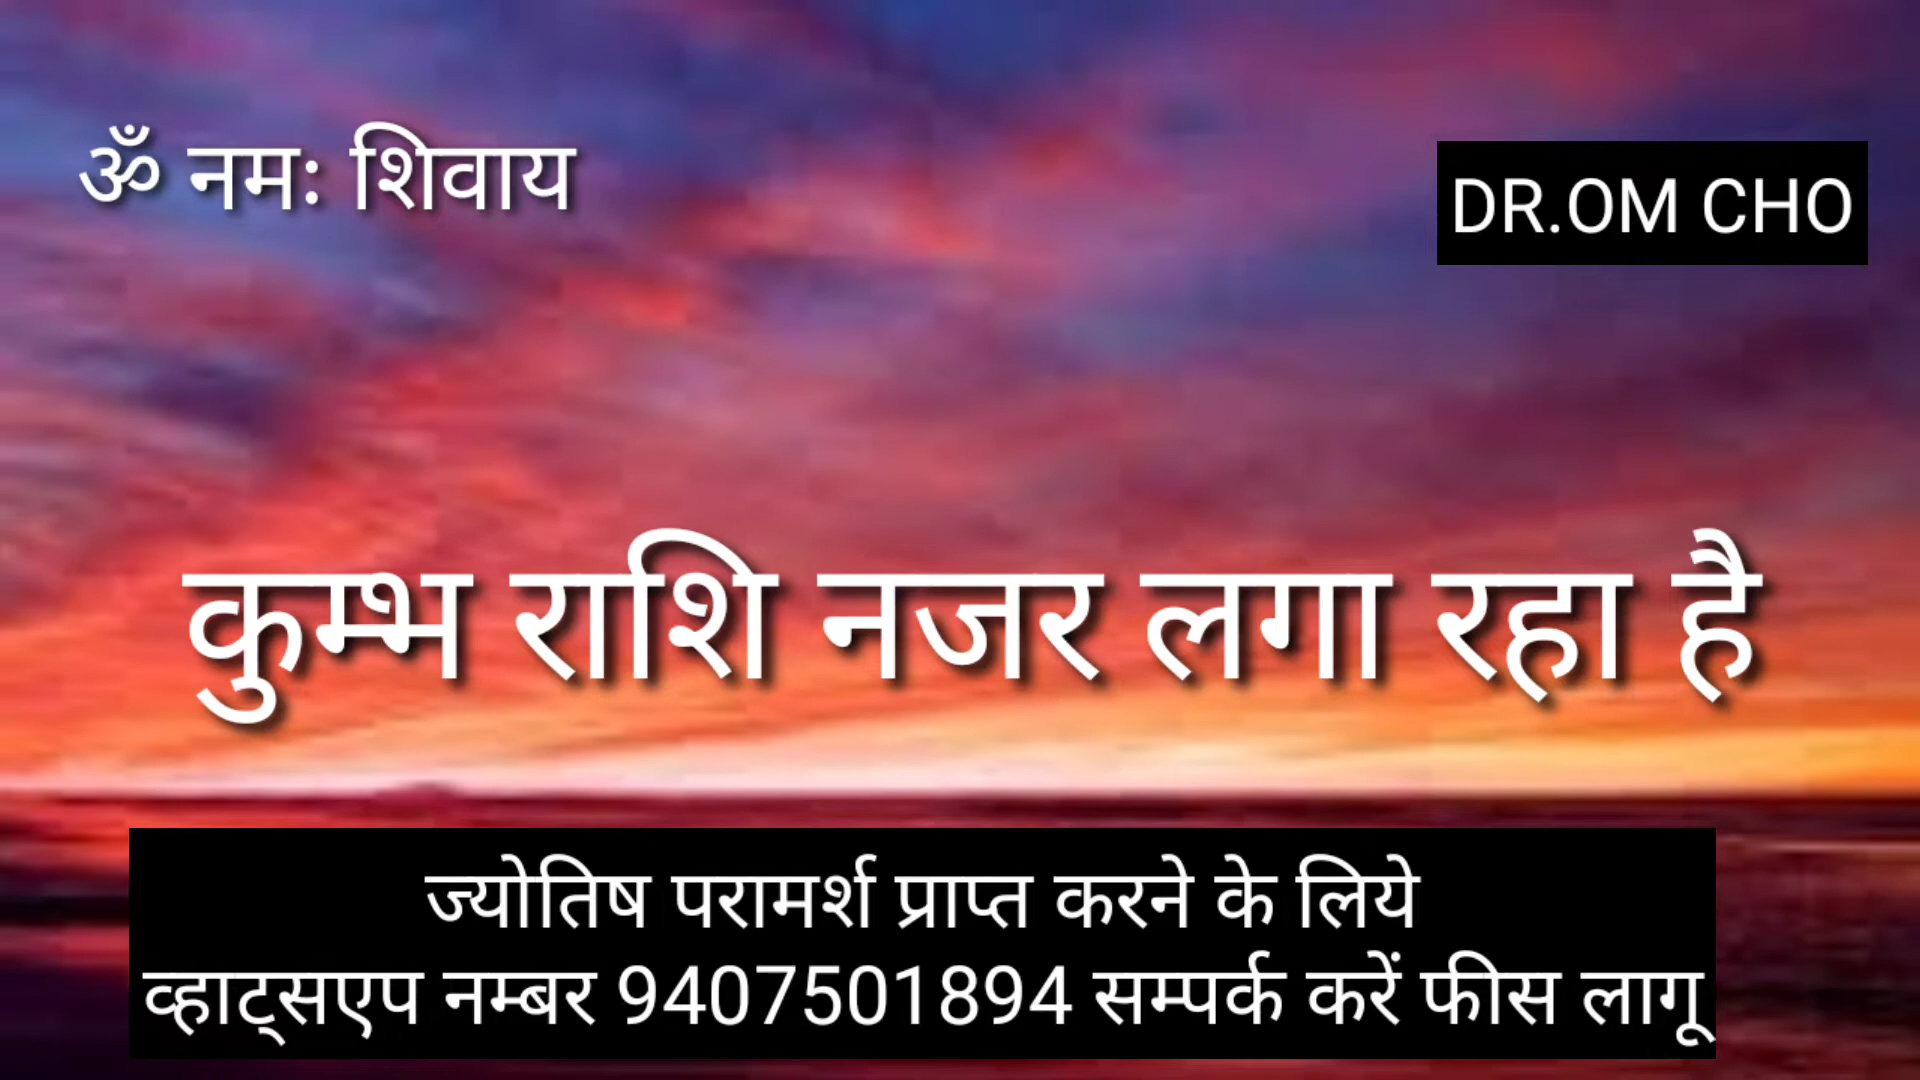 ॐ नमः शिवाय
DR.OM CHO
कुम्भ राशि नजर लगा रहा है
ज्योतिष परामर्श प्राप्त करने के लिये
व्हाट्सएप नम्बर 9407501894 सम्पर्क करें फीस लागू